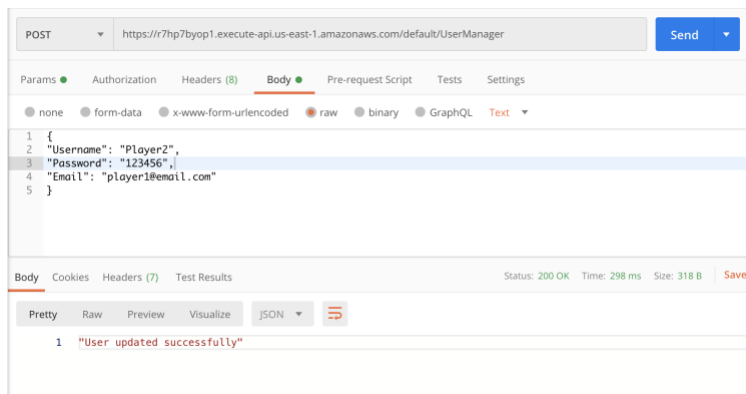 POST https://r7hp7byop1.execute-api.us-east-1.amazonaws.com/default/UserManager Send
Params Authorization Headers (8) Body Pre-request Script Tests Settings
none form-data x-www-form-urlencoded raw binary GraphQL Text
1 {
2 "Username": "Player2",
3 "Password": "123456",
4 "Email": "player1@email.com"
5 }
Body Cookies Headers (7) Test Results Status: 200 OK Time: 298 ms Size: 318 B Save
Pretty Raw Preview Visualize JSON
1 "User updated successfully"